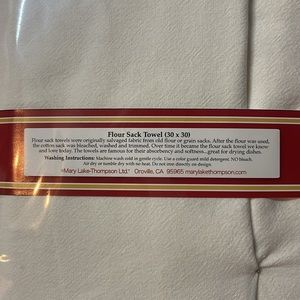 Flour Sack Towel (30 x 30)
Flour sack towels were originally salvaged fabric from old flour or grain sacks. After the flour was used,
the cotton sack was bleached, washed and trimmed. Over time it became the flour sack towel we know
and love today. The towels are famous for their absorbency and softness...great for drying dishes.
Washing Instructions: Machine wash cold in gentle cycle. Use a color guard mild detergent. NO bleach.
Air dry or tumble dry with no heat. Do not iron directly on design.
©Mary Lake-Thompson Ltd.® Oroville, CA 95965 marylakethompson.com